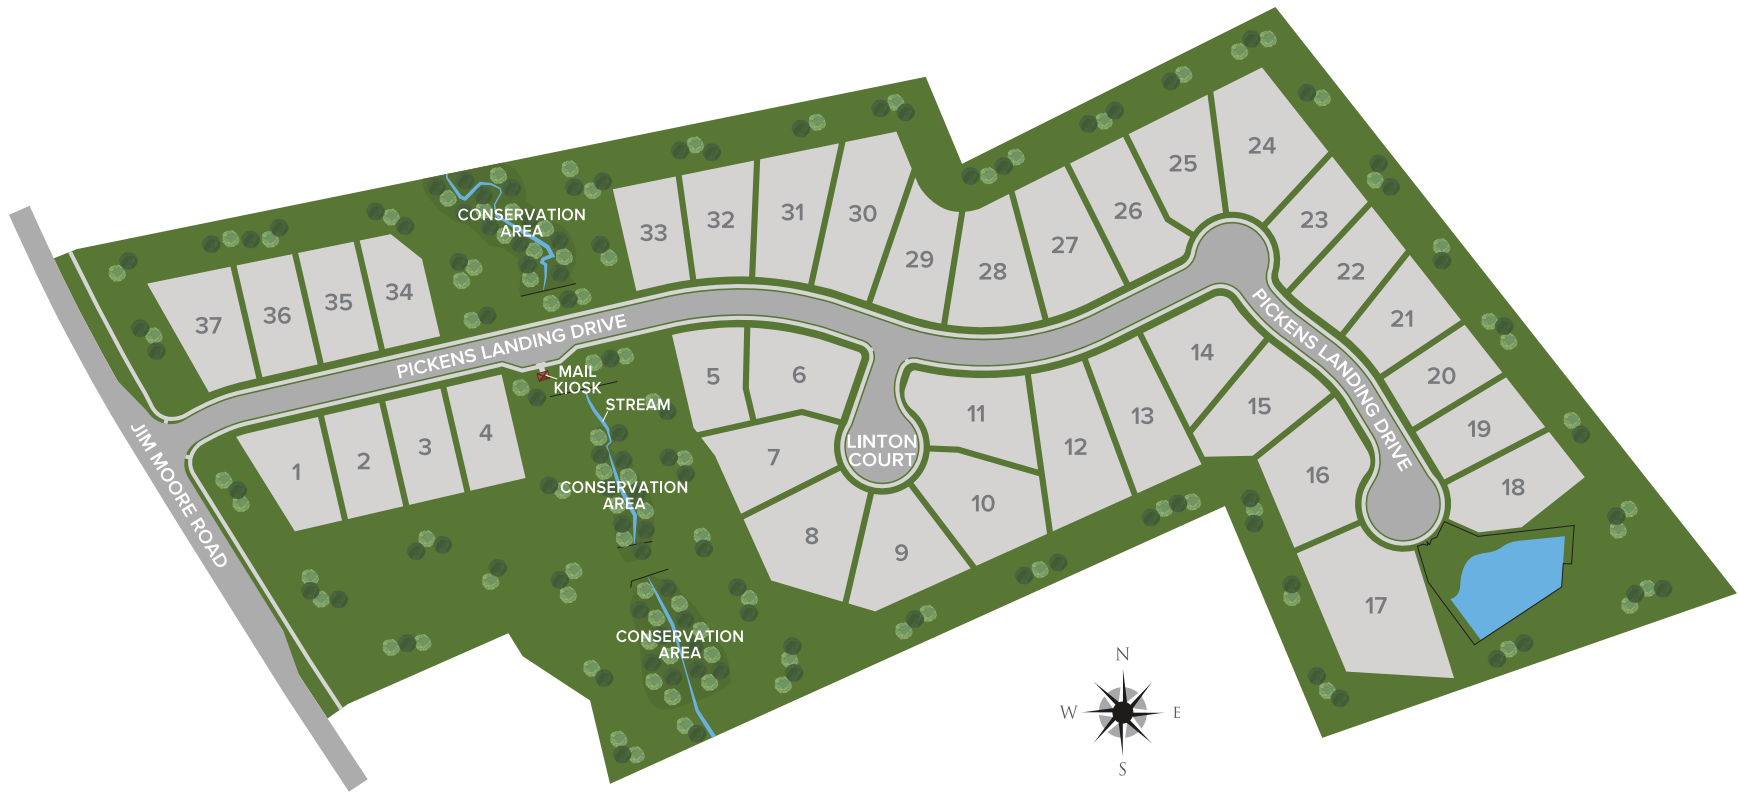 24
25
26
23
31
30
32
33
CONSERVATION
AREA
27
29
28
22
34
35
36
37
21
PICKENS LANDING DRIVE
PICKENS LANDING DRIVE
14
20
MAIL
KIOSK
5
6
STREAM
15
11
13
12
19
4
3
2
1
JIM MOORE ROAD
LINTON
COURT
7
16
18
CONSERVATION
AREA
10
8
9
17
CONSERVATION
AREA
N
W
E
S